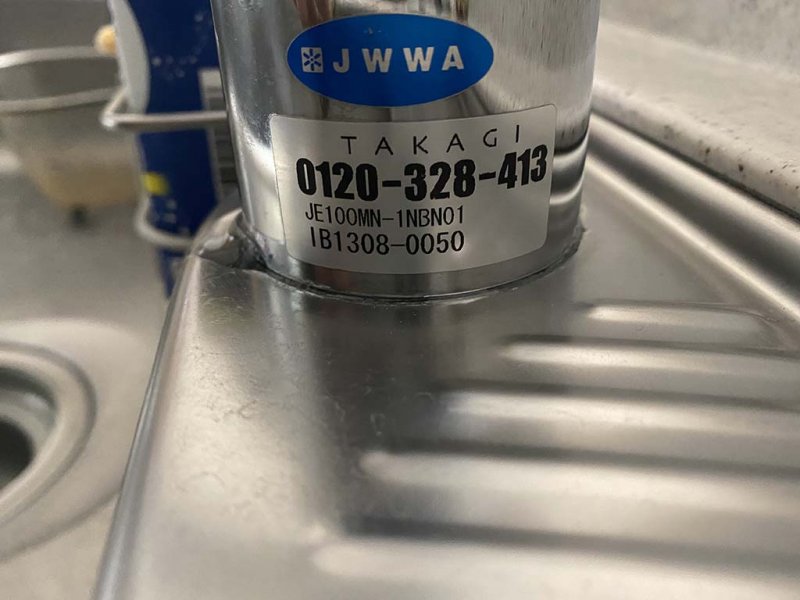 JWWA
TAKAGI
0120-328-413
JE100MN-1NBN01
IB1308-0050